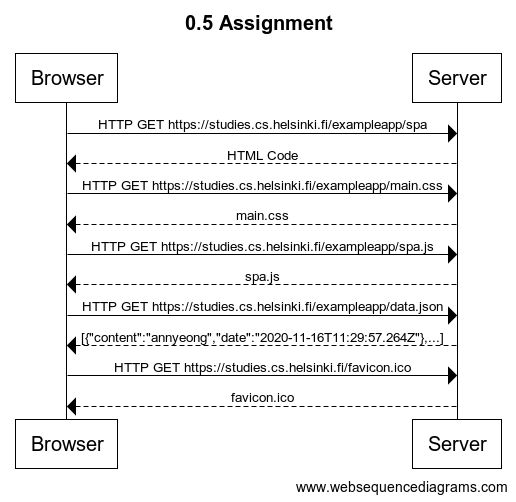 0.5 Assignment
Browser Server
HTTP GET https://studies.cs.helsinki.fi/exampleapp/spa
HTML Code
HTTP GET https://studies.cs.helsinki.fi/exampleapp/main.css
main.css
HTTP GET https://studies.cs.helsinki.fi/exampleapp/spa.js
spa.js
HTTP GET https://studies.cs.helsinki.fi/exampleapp/data.json
[{"content":"annyeong","date":"2020-11-16T11:29:57.264Z"},...]
HTTP GET https://studies.cs.helsinki.fi/favicon.ico
favicon.ico
Browser Server
www.websequencediagrams.com